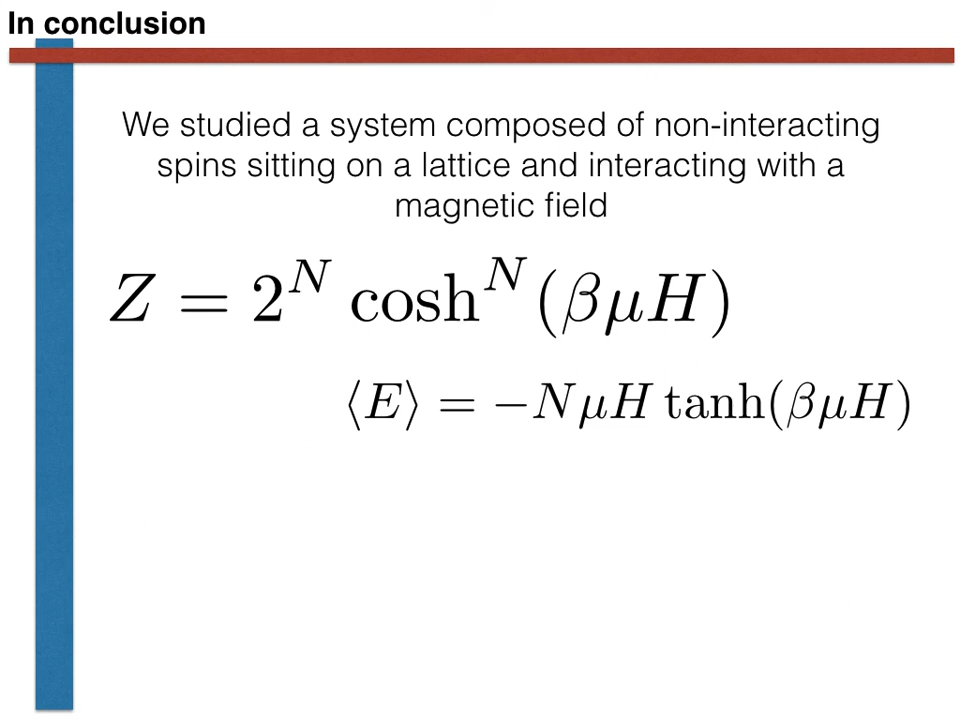 In conclusion
We studied a system composed of non-interacting
spins sitting on a lattice and interacting with a
magnetic field
Z = 2^N cosh^N(βμH)
⟨E⟩ = −NμH tanh(βμH)